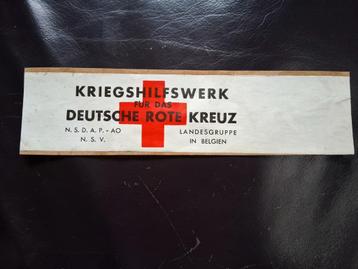 KRIEGSHILFSWERK
FÜR DAS
DEUTSCHE ROTE KREUZ
N. S. D. A. P. - AO LANDESGRUPPE
N. S. V. IN BELGIEN